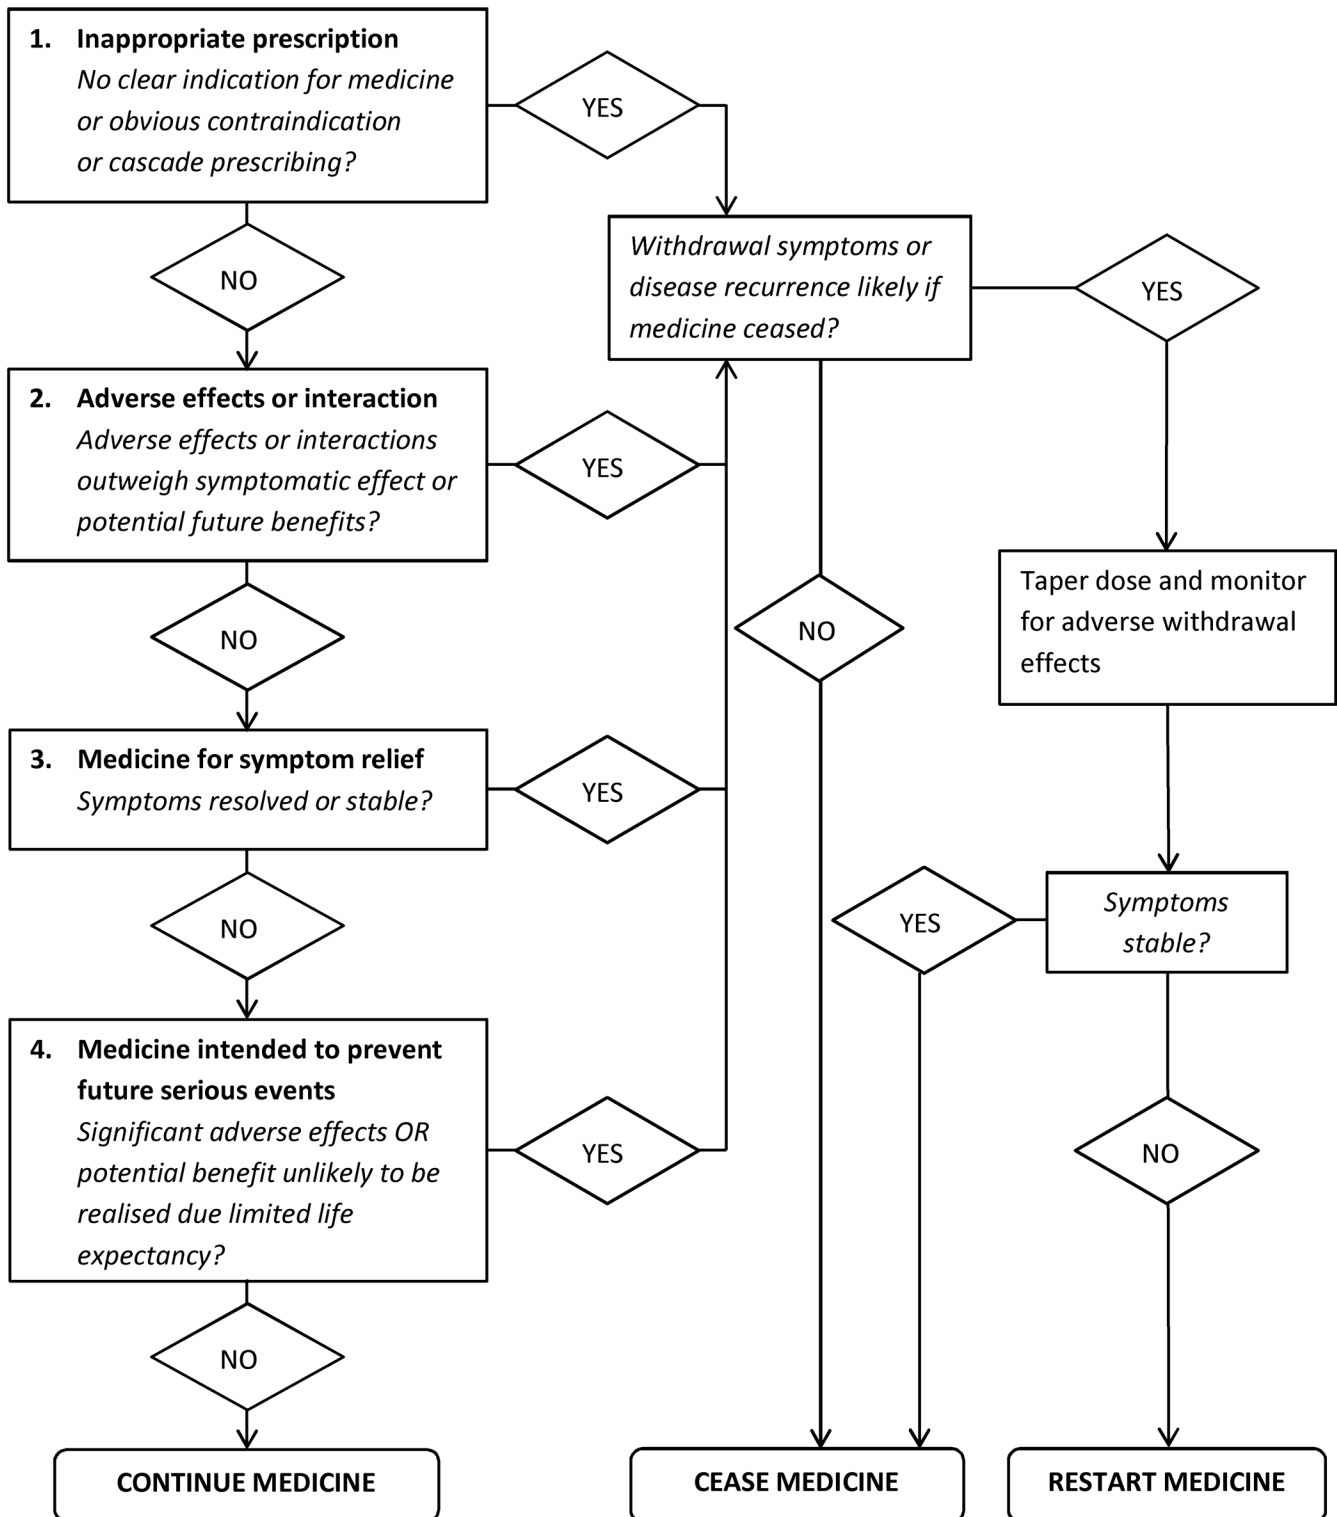 1. Inappropriate prescription
No clear indication for medicine
or obvious contraindication
or cascade prescribing?
YES
NO
Withdrawal symptoms or
disease recurrence likely if
medicine ceased?
YES
2. Adverse effects or interaction
Adverse effects or interactions
outweigh symptomatic effect or
potential future benefits?
YES
NO
NO
Taper dose and monitor
for adverse withdrawal
effects
3. Medicine for symptom relief
Symptoms resolved or stable?
YES
NO
YES
Symptoms
stable?
4. Medicine intended to prevent
future serious events
Significant adverse effects OR
potential benefit unlikely to be
realised due limited life
expectancy?
YES
NO
NO
CONTINUE MEDICINE
CEASE MEDICINE
RESTART MEDICINE